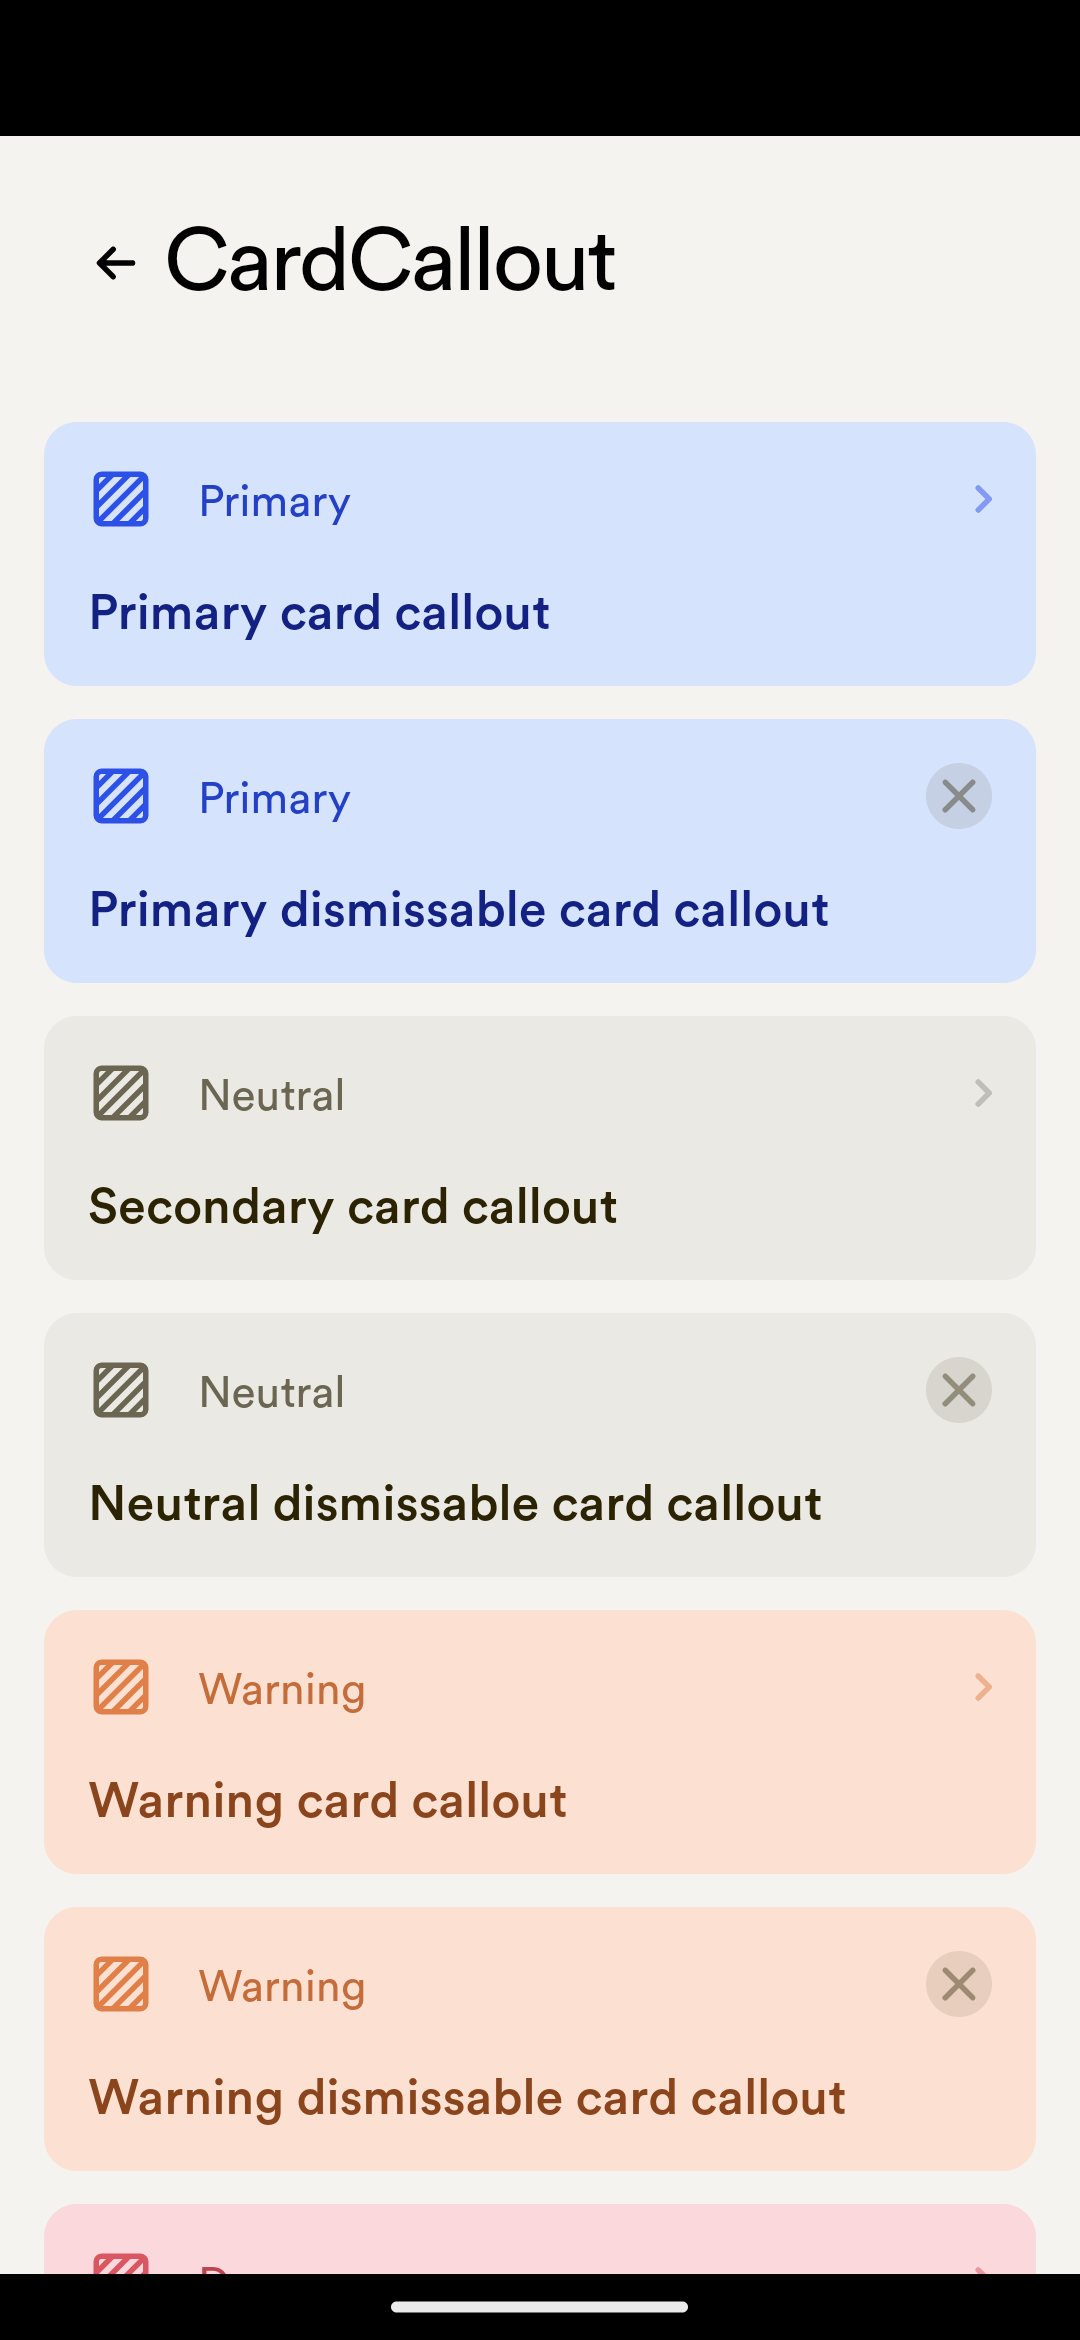 CardCallout
Primary
Primary card callout
Primary
Primary dismissable card callout
Neutral
Secondary card callout
Neutral
Neutral dismissable card callout
Warning
Warning card callout
Warning
Warning dismissable card callout